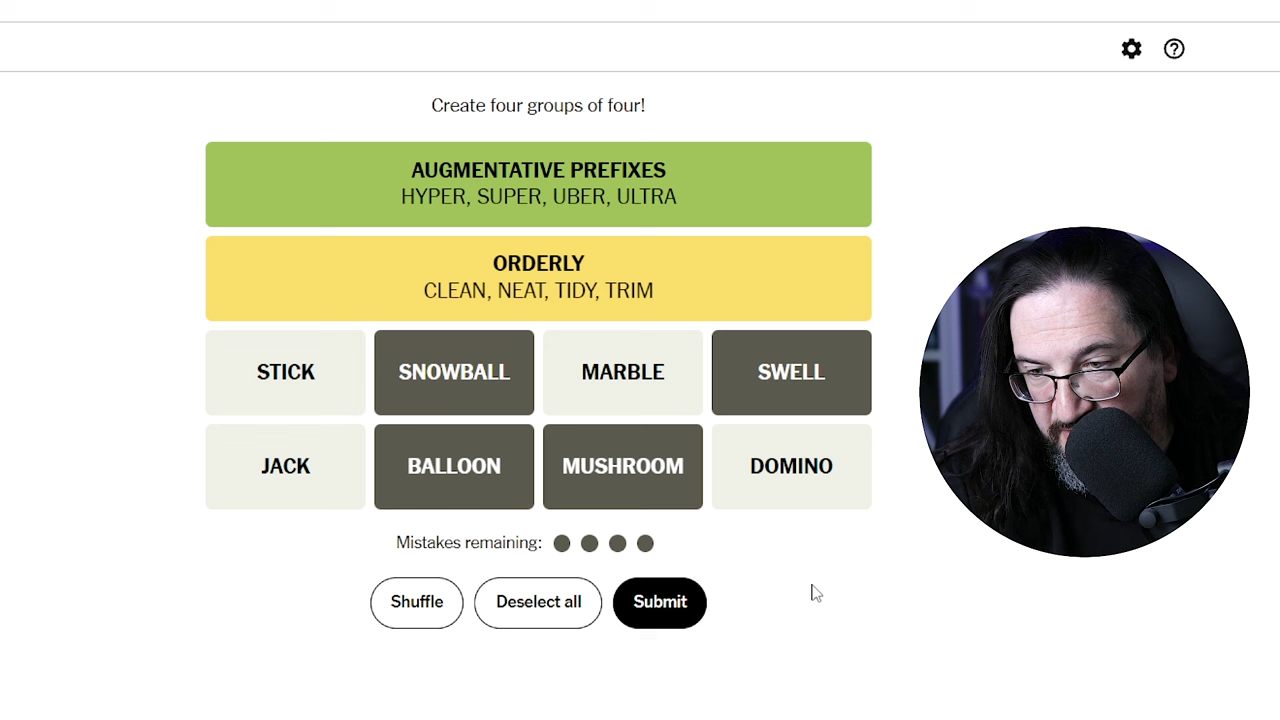 Create four groups of four!
AUGMENTATIVE PREFIXES
HYPER, SUPER, UBER, ULTRA
ORDERLY
CLEAN, NEAT, TIDY, TRIM
STICK SNOWBALL MARBLE SWELL
JACK BALLOON MUSHROOM DOMINO
Mistakes remaining:
Shuffle Deselect all Submit